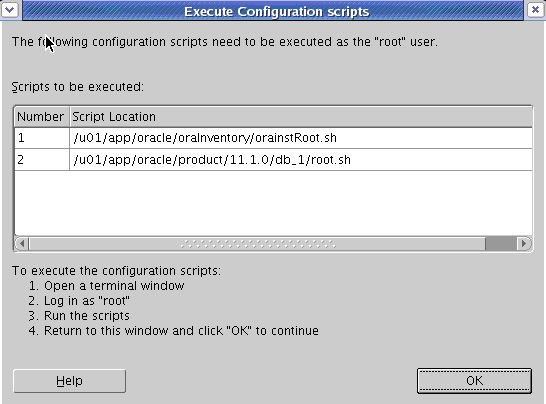 Execute Configuration scripts
The following configuration scripts need to be executed as the "root" user.
Scripts to be executed:
Number Script Location
1 /u01/app/oracle/oraInventory/orainstRoot.sh
2 /u01/app/oracle/product/11.1.0/db_1/root.sh
To execute the configuration scripts:
1. Open a terminal window
2. Log in as "root"
3. Run the scripts
4. Return to this window and click "OK" to continue
Help OK